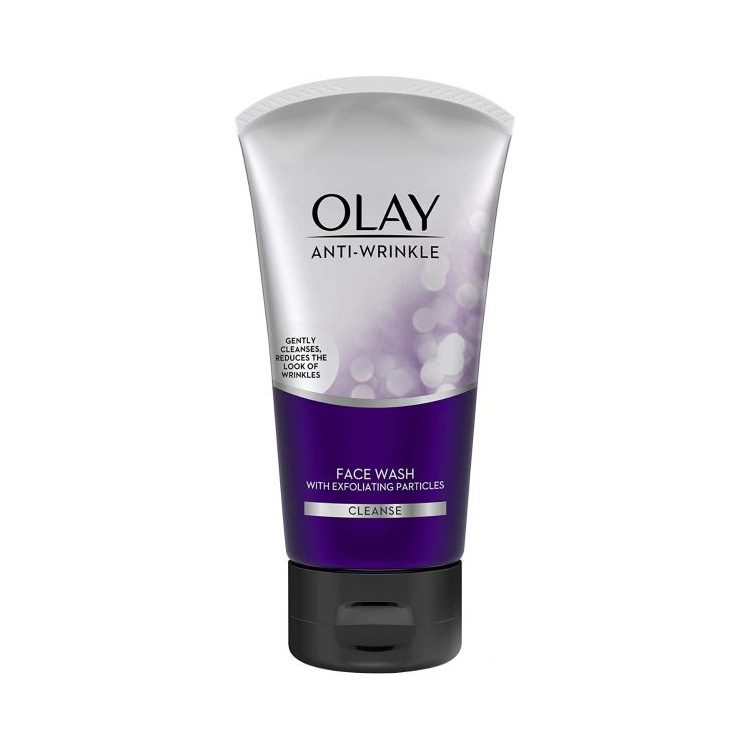 OLAY
ANTI-WRINKLE
GENTLY
CLEANSES,
REDUCES THE
LOOK OF
WRINKLES
FACE WASH
WITH EXFOLIATING PARTICLES
CLEANSE